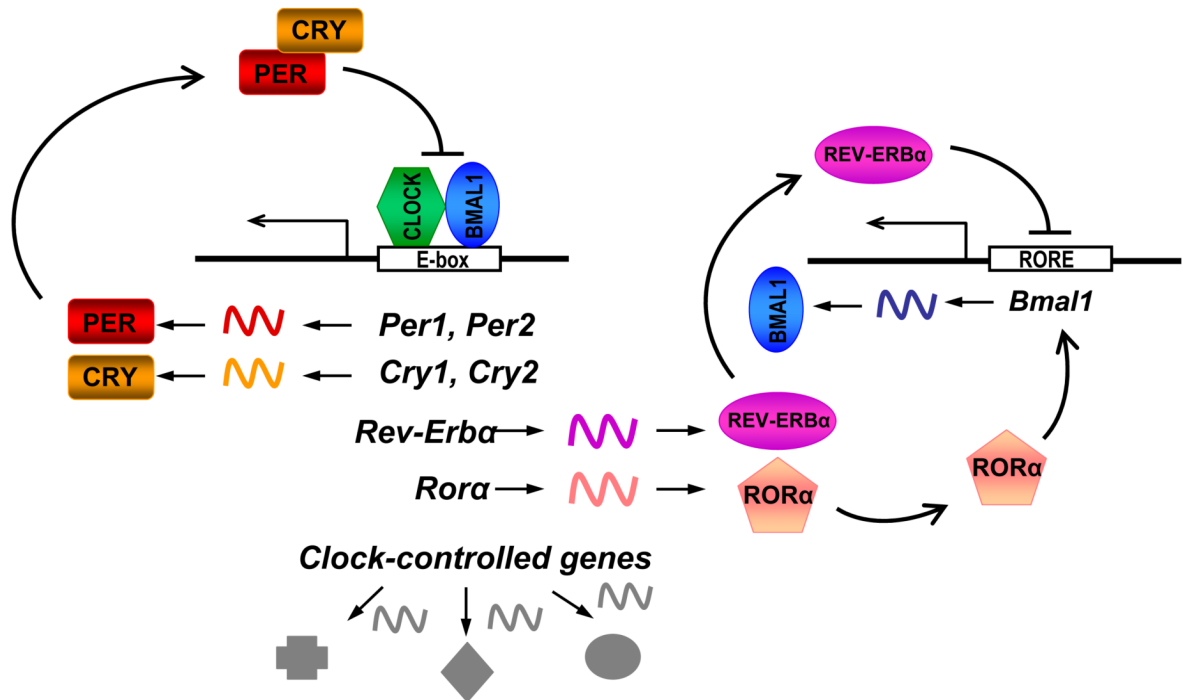 CRY
PER
CLOCK
BMAL1
E-box
PER
Per1, Per2
CRY
Cry1, Cry2
REV-ERBα
RORE
BMAL1
Bmal1
Rev-Erbα
REV-ERBα
Rorα
RORα
RORα
Clock-controlled genes